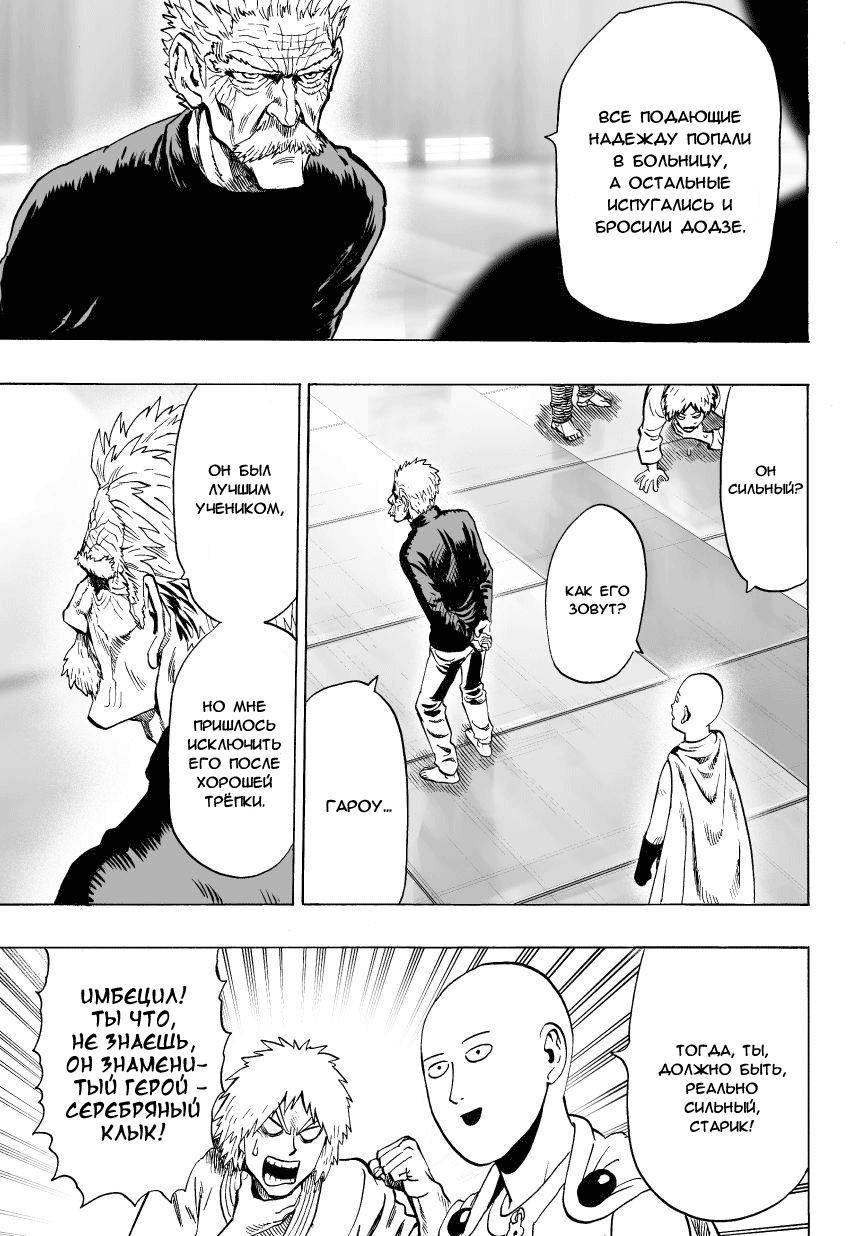 ВСЕ ПОДАЮЩИЕ
НАДЕЖДУ ПОПАЛИ
В БОЛЬНИЦУ,
А ОСТАЛЬНЫЕ
ИСПУГАЛИСЬ И
БРОСИЛИ ДОДЗЕ.
ОН
СИЛЬНЫЙ?
КАК ЕГО
ЗОВУТ?
ГАРОУ...
ОН БЫЛ
ЛУЧШИМ
УЧЕНИКОМ,
НО МНЕ
ПРИШЛОСЬ
ИСКЛЮЧИТЬ
ЕГО ПОСЛЕ
ХОРОШЕЙ
ТРЁПКИ.
ТОГДА, ТЫ,
ДОЛЖНО БЫТЬ,
РЕАЛЬНО
СИЛЬНЫЙ,
СТАРИК!
ИМБЕЦИЛ!
ТЫ ЧТО,
НЕ ЗНАЕШЬ,
ОН ЗНАМЕНИ-
ТЫЙ ГЕРОЙ -
СЕРЕБРЯНЫЙ
КЛЫК!